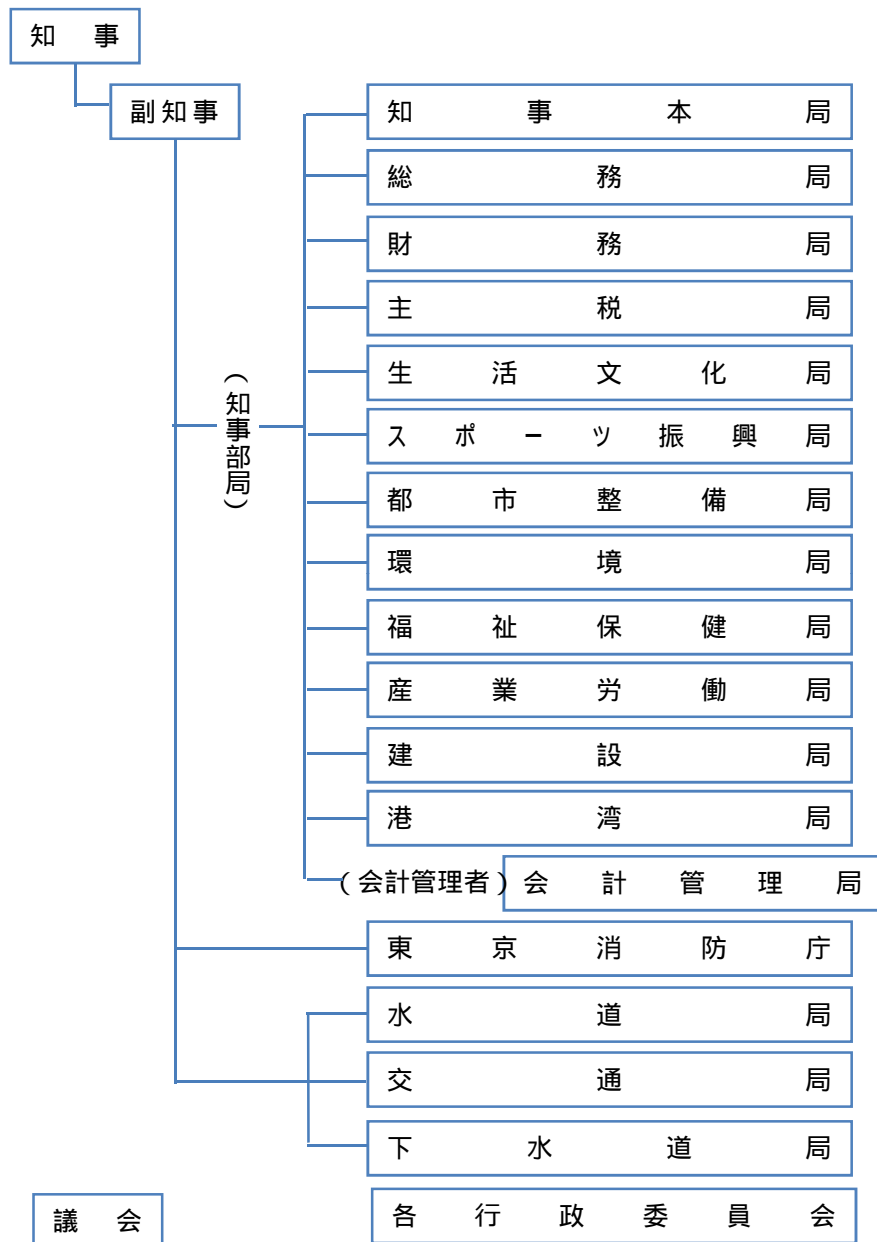 知事
副知事
知事本局
総務局
財務局
主税局
生活文化局
(知事部局)
スポーツ振興局
都市整備局
環境局
福祉保健局
産業労働局
建設局
港湾局
(会計管理者) 会計管理局
東京消防庁
水道局
交通局
下水道局
議会 各行政委員会